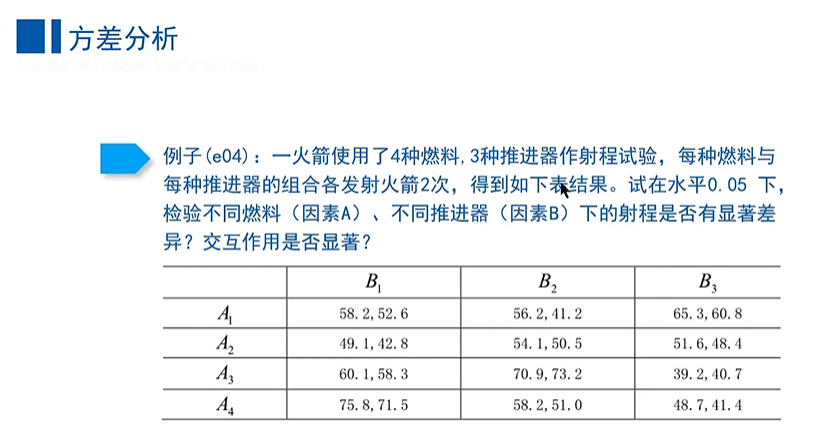 方差分析
例子(e04)：一火箭使用了4种燃料,3种推进器作射程试验，每种燃料与
每种推进器的组合各发射火箭2次，得到如下表结果。试在水平0.05 下，
检验不同燃料（因素A）、不同推进器（因素B）下的射程是否有显著差
异？交互作用是否显著？
B₁ B₂ B₃
A₁ 58.2,52.6 56.2,41.2 65.3,60.8
A₂ 49.1,42.8 54.1,50.5 51.6,48.4
A₃ 60.1,58.3 70.9,73.2 39.2,40.7
A₄ 75.8,71.5 58.2,51.0 48.7,41.4